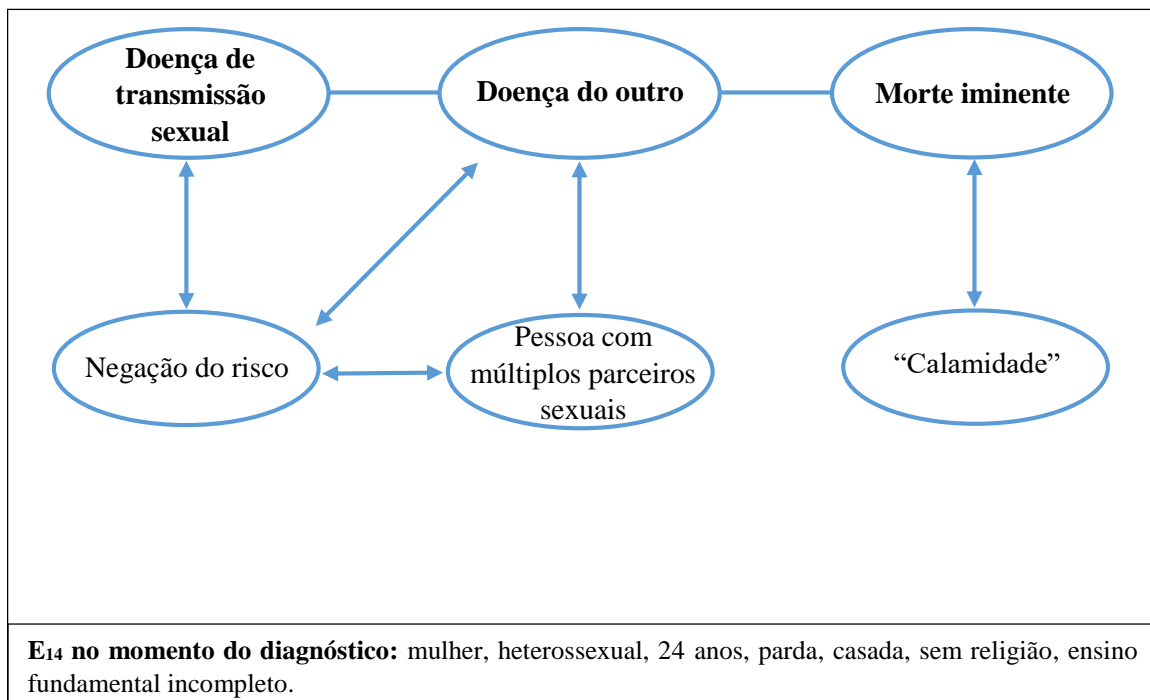 Doença de
transmissão
sexual
Doença do outro
Morte iminente
Negação do risco
Pessoa com
múltiplos parceiros
sexuais
“Calamidade”
E14 no momento do diagnóstico: mulher, heterossexual, 24 anos, parda, casada, sem religião, ensino
fundamental incompleto.